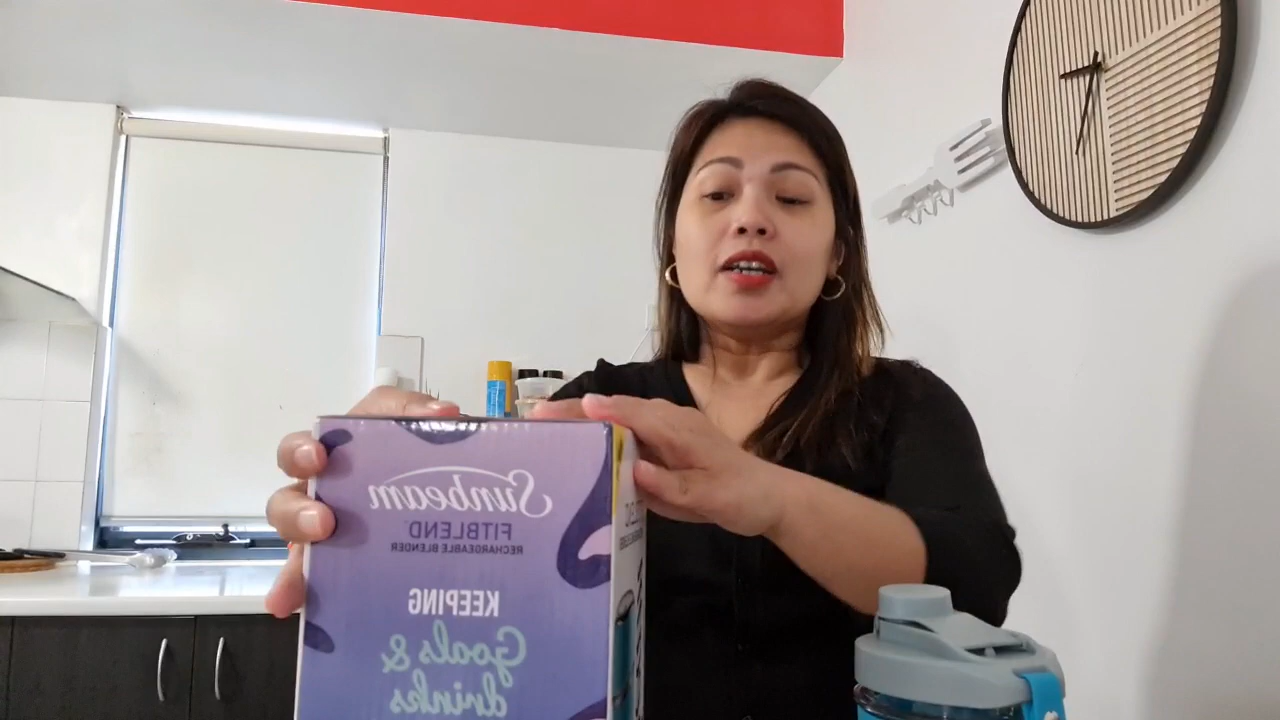 Sunbeam
FITBLEND
RECHARGEABLE BLENDER
KEEPING
Goals &
drinks